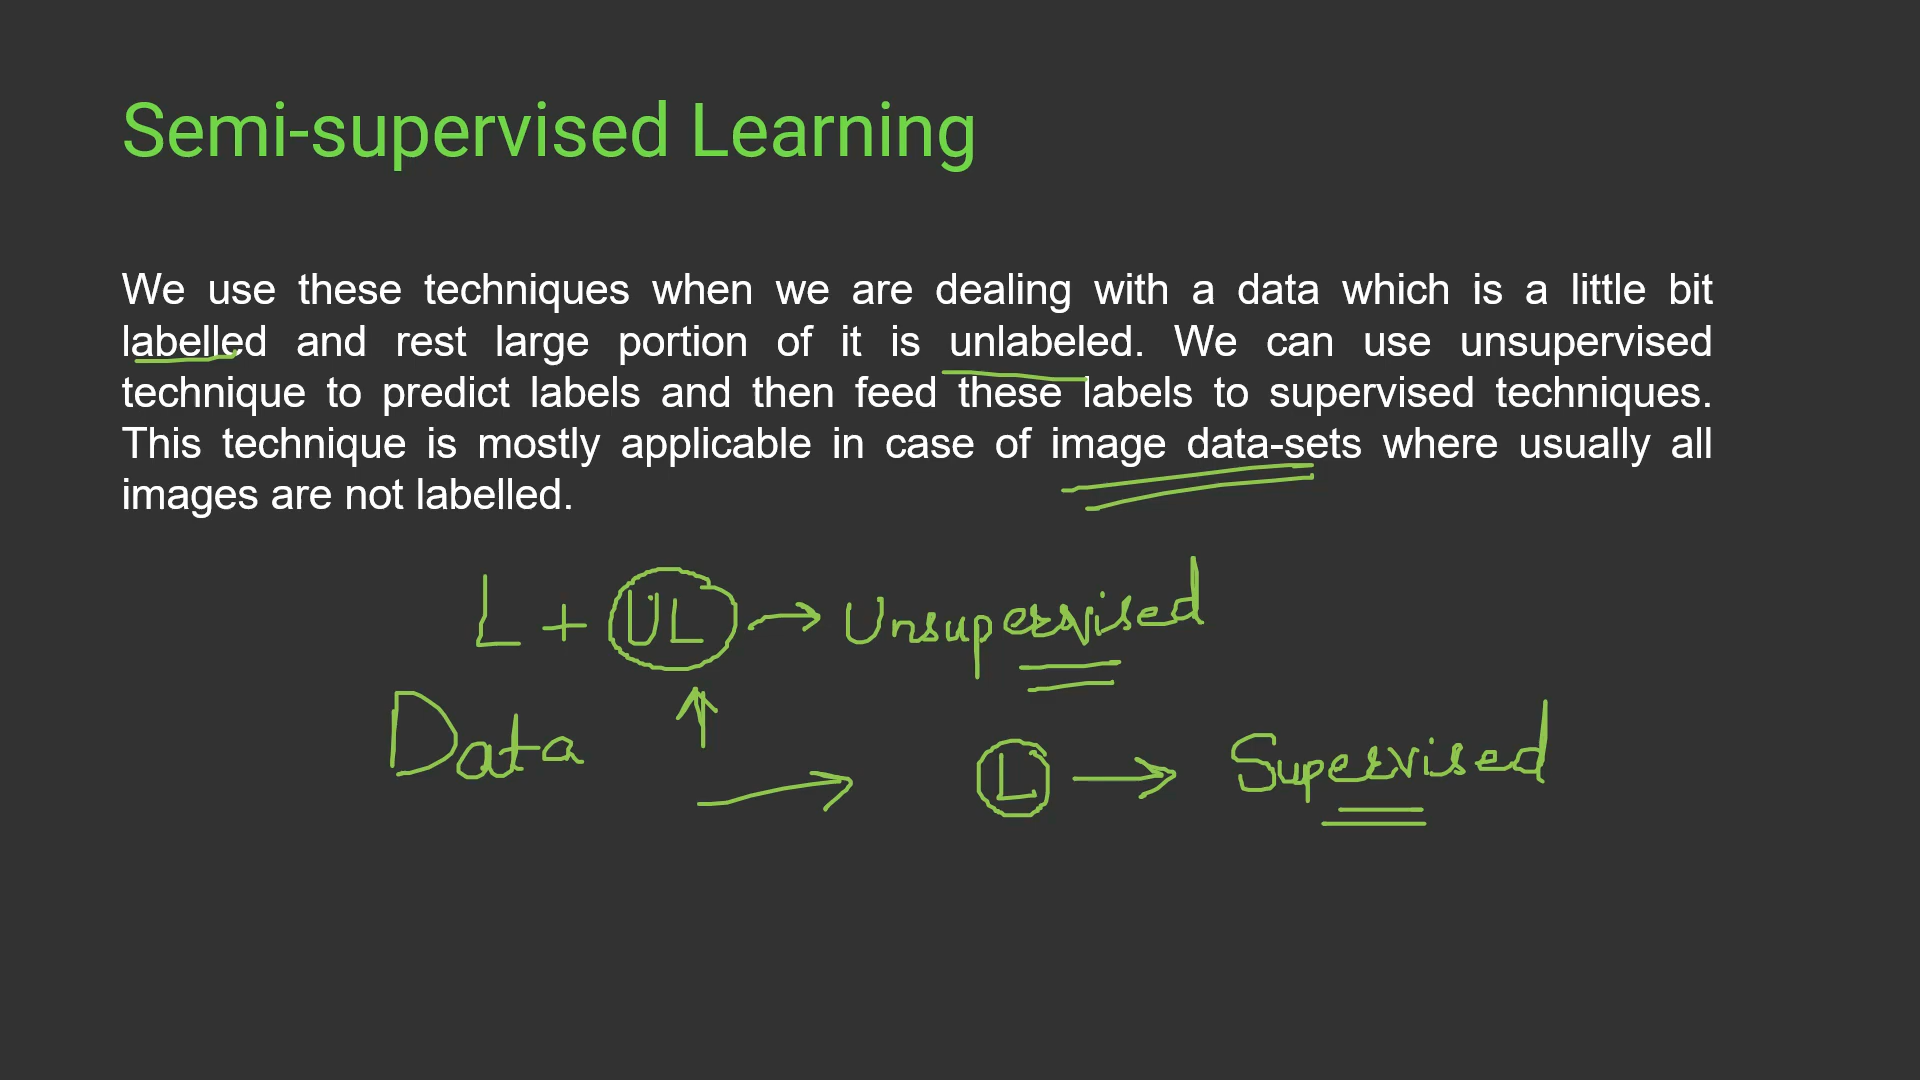 Semi-supervised Learning
We use these techniques when we are dealing with a data which is a little bit
labelled and rest large portion of it is unlabeled. We can use unsupervised
technique to predict labels and then feed these labels to supervised techniques.
This technique is mostly applicable in case of image data-sets where usually all
images are not labelled.
L + UL → Unsupervised
Data ↑
→ L → Supervised